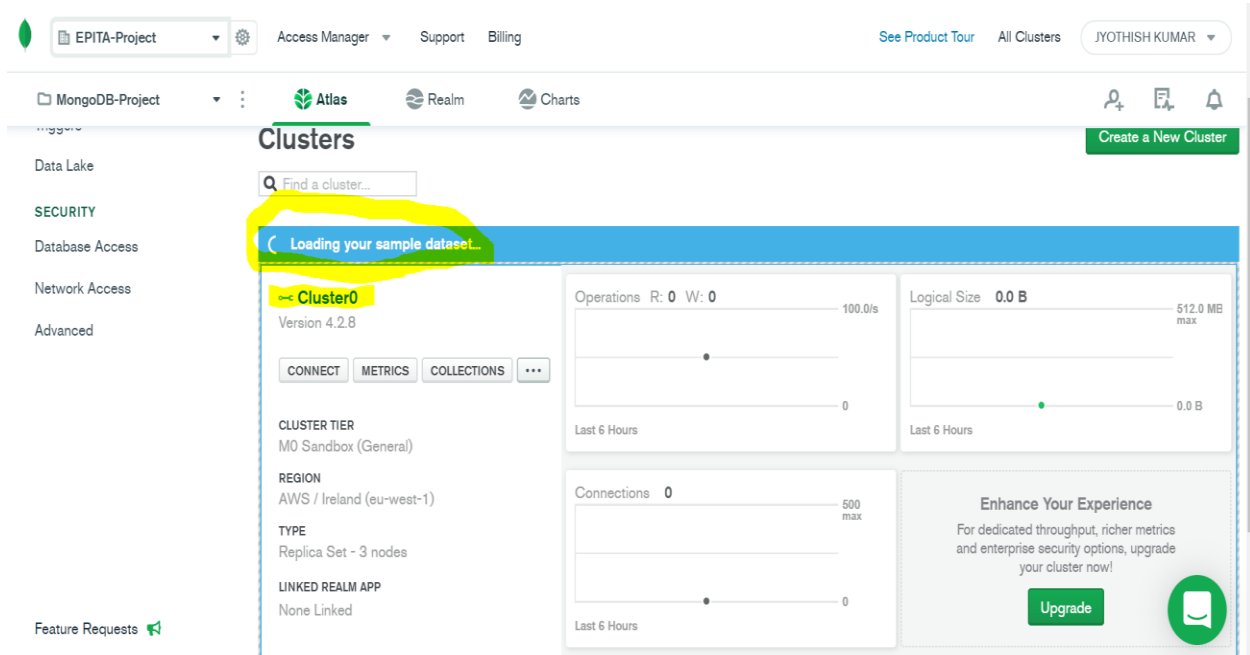 EPITA-Project
Access Manager
Support
Billing
See Product Tour
All Clusters
JYOTHISH KUMAR
MongoDB-Project
Atlas
Realm
Charts
Triggers
Data Lake
SECURITY
Database Access
Network Access
Advanced
Feature Requests
Clusters
Create a New Cluster
Find a cluster...
Loading your sample dataset...
Cluster0
Version 4.2.8
CONNECT
METRICS
COLLECTIONS
...
CLUSTER TIER
M0 Sandbox (General)
REGION
AWS / Ireland (eu-west-1)
TYPE
Replica Set - 3 nodes
LINKED REALM APP
None Linked
Operations R: 0 W: 0
100.0/s
0
Last 6 Hours
Logical Size 0.0 B
512.0 MB
max
0.0 B
Last 6 Hours
Connections 0
500
max
0
Last 6 Hours
Enhance Your Experience
For dedicated throughput, richer metrics
and enterprise security options, upgrade
your cluster now!
Upgrade